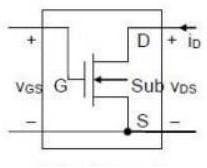 + D + iD
VGS G Sub VDS
− S −